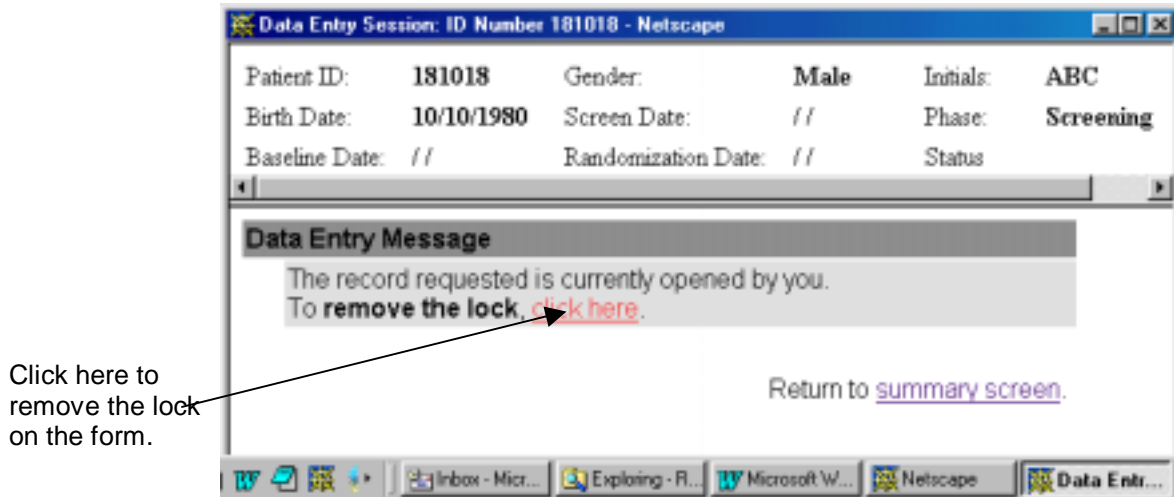 Data Entry Session: ID Number 181018 - Netscape
Patient ID: 181018 Gender: Male Initials: ABC
Birth Date: 10/10/1980 Screen Date: / / Phase: Screening
Baseline Date: / / Randomization Date: / / Status
Data Entry Message
The record requested is currently opened by you.
To remove the lock, click here.
Click here to
remove the lock
on the form.
Return to summary screen.
Inbox - Micr... Exploring - R... Microsoft W... Netscape Data Entr...